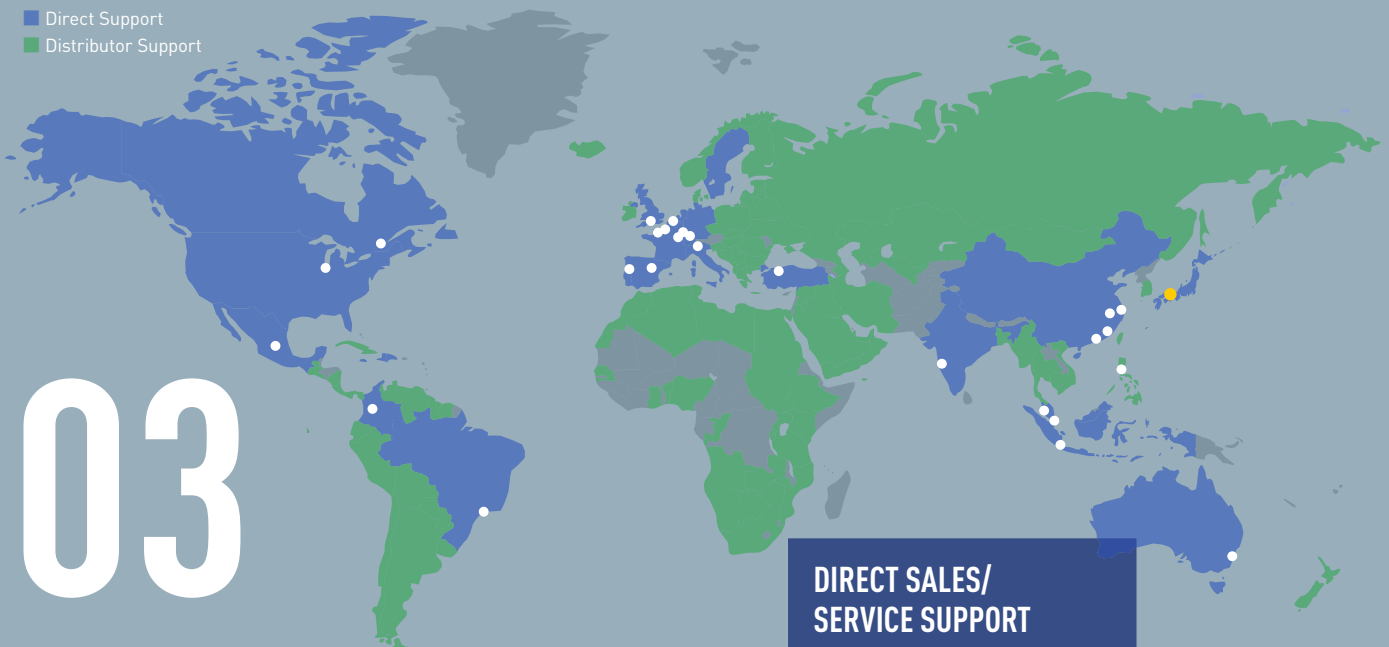 Direct Support
Distributor Support
03
DIRECT SALES/
SERVICE SUPPORT